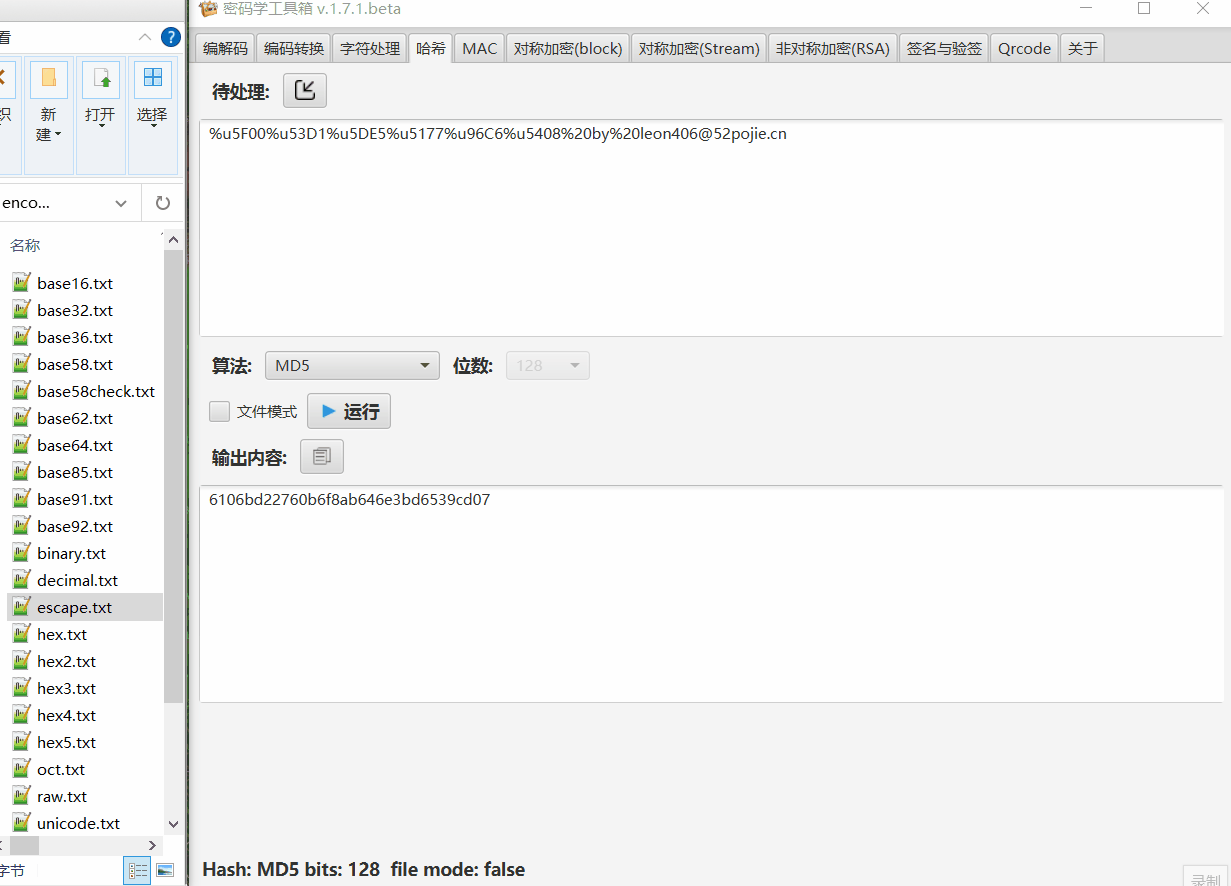 密码学工具箱 v.1.7.1.beta
看
编解码 编码转换 字符处理 哈希 MAC 对称加密(block) 对称加密(Stream) 非对称加密(RSA) 签名与验签 Qrcode 关于
织
新建
打开
选择
待处理:
%u5F00%u53D1%u5DE5%u5177%u96C6%u5408%20by%20leon406@52pojie.cn
enco...
名称
base16.txt
base32.txt
base36.txt
base58.txt
base58check.txt
base62.txt
base64.txt
base85.txt
base91.txt
base92.txt
binary.txt
decimal.txt
escape.txt
hex.txt
hex2.txt
hex3.txt
hex4.txt
hex5.txt
oct.txt
raw.txt
unicode.txt
字节
算法: MD5 位数: 128
文件模式 运行
输出内容:
6106bd22760b6f8ab646e3bd6539cd07
Hash: MD5 bits: 128 file mode: false
录制